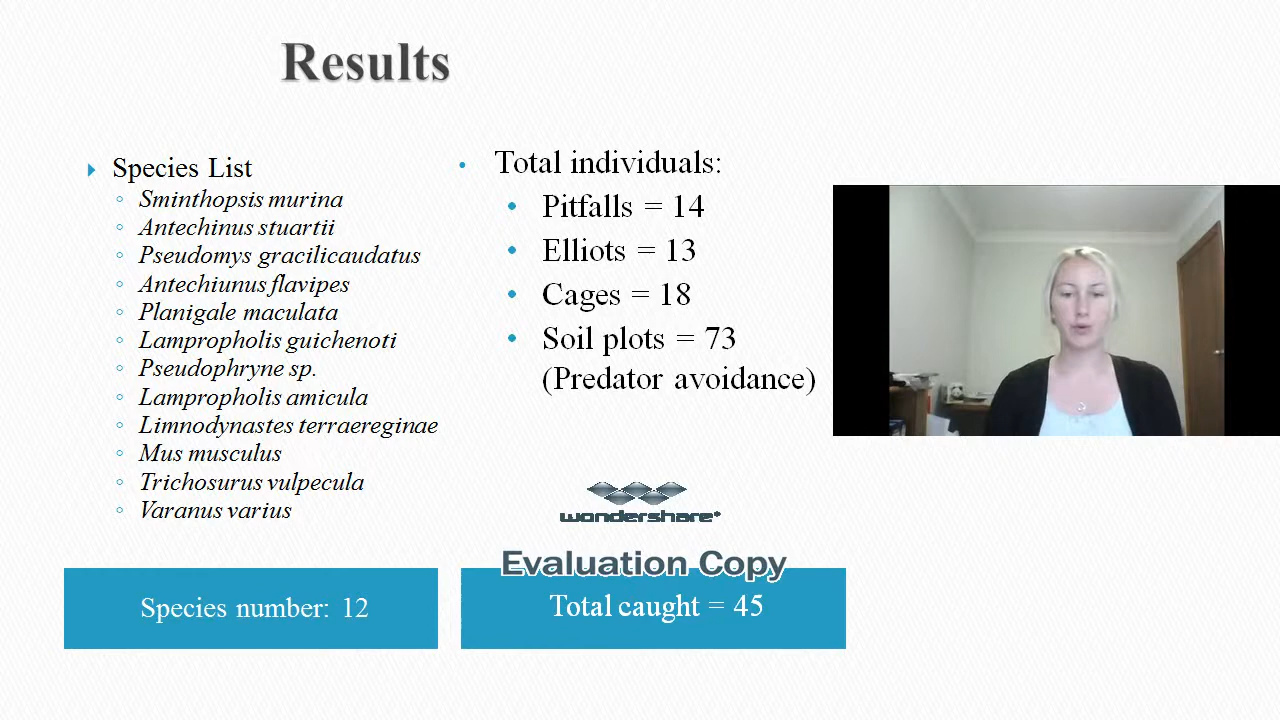 Results
Species List
Sminthopsis murina
Antechinus stuartii
Pseudomys gracilicaudatus
Antechiunus flavipes
Planigale maculata
Lampropholis guichenoti
Pseudophryne sp.
Lampropholis amicula
Limnodynastes terraereginae
Mus musculus
Trichosurus vulpecula
Varanus varius
Species number: 12
Total individuals:
Pitfalls = 14
Elliots = 13
Cages = 18
Soil plots = 73
(Predator avoidance)
wondershare
Evaluation Copy
Total caught = 45